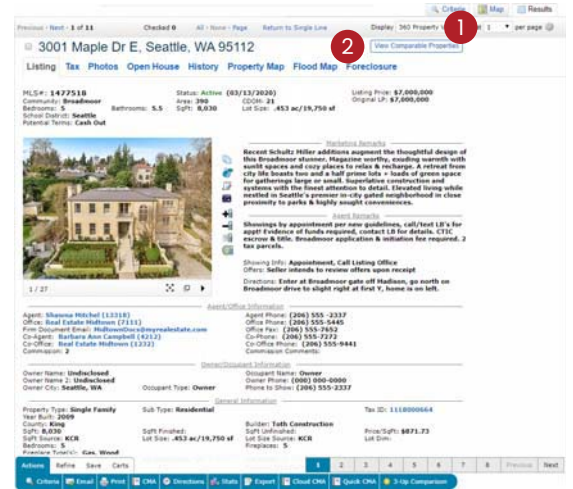 Criteria Map Results
Previous · Next · 1 of 11 Checked 0 All · None · Page Return to Single Line Display 360 Property V at 1 per page
1
3001 Maple Dr E, Seattle, WA 95112
2
View Comparable Properties
Listing Tax Photos Open House History Property Map Flood Map Foreclosure
MLS#: 1477518 Status: Active (03/13/2020) Listing Price: $7,000,000
Community: Broadmoor Area: 390 CDOM: 21 Original LP: $7,000,000
Bedrooms: 5 Bathrooms: 5.5 SqFt: 8,030 Lot Size: .453 ac/19,750 sf
School District: Seattle
Potential Terms: Cash Out
Marketing Remarks
Recent Schultz Miller additions augment the thoughtful design of
this Broadmoor stunner. Magazine worthy, exuding warmth with
sunlit spaces and cozy places to relax & recharge. A retreat from
city life boasts two and a half prime lots + loads of green space
for gatherings large or small. Superlative construction and
systems with the finest attention to detail. Elevated living while
nestled in Seattle's premier in-city gated neighborhood in close
proximity to parks & highly sought conveniences.
Agent Remarks
Showings by appointment per new guidelines, call/text LB's for
appt! Evidence of funds required, contact LB for details. CTIC
escrow & title. Broadmoor application & initiation fee required. 2
tax parcels.
Showing Info: Appointment, Call Listing Office
Offers: Seller intends to review offers upon receipt
Directions: Enter at Broadmoor gate off Madison, go north on
Broadmoor drive to slight right at first Y, home is on left.
1 / 27
Agent/Office Information
Agent: Shawna Mitchel (12318) Agent Phone: (206) 555 -2337
Office: Real Estate Midtown (7111) Office Phone: (206) 555-5445
Firm Document Email: MidtownDocs@myrealestate.com Office Fax: (206) 555-7652
Co-Agent: Barbara Ann Campbell (4212) Co-Phone: (206) 555-7272
Co-Office: Real Estate Midtown (1232) Co-Office Phone: (206) 555-9441
Commission: 2 Commission Comments:
Owner/Occupant Information
Owner Name: Undisclosed Occupant Name: Owner
Owner Name 2: Undisclosed Owner Phone: (000) 000-0000
Owner City: Seattle, WA Occupant Type: Owner Phone to Show: (206) 555-2337
General Information
Property Type: Single Family Sub Type: Residential Tax ID: 1118000664
Year Built: 2009
County: King Builder: Toth Construction
SqFt: 8,030 SqFt Finished: SqFt Unfinished: Price/SqFt: $871.73
SqFt Source: KCR Lot Size: .453 ac/19,750 sf Lot Size Source: KCR Lot Dim:
Bedrooms: 5 Fireplaces: 5
Fireplace Type(s): Gas, Wood
Actions Refine Save Carts 1 2 3 4 5 6 7 8 Previous Next
Criteria Email Print CMA Directions Stats Export Cloud CMA Quick CMA 3-Up Comparison